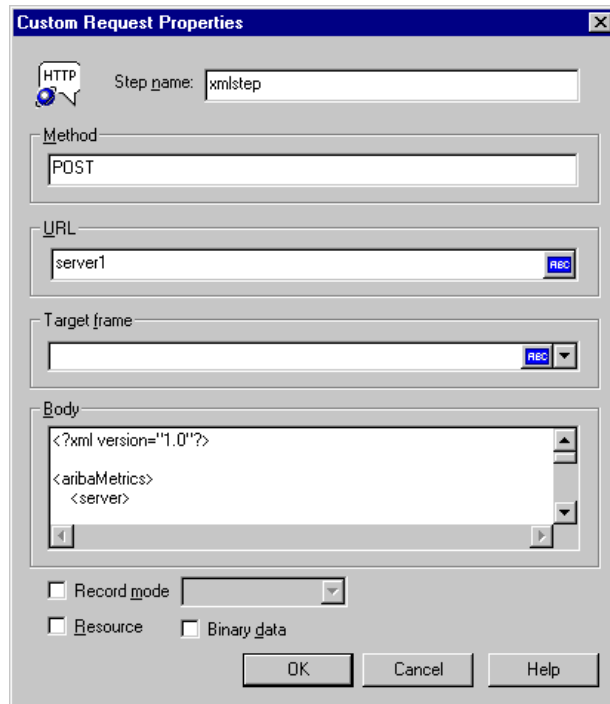 Custom Request Properties
HTTP
Step name: xmlstep
Method
POST
URL
server1 ABC
Target frame
ABC
Body
<?xml version="1.0"?>
<aribaMetrics>
<server>
Record mode
Resource Binary data
OK Cancel Help